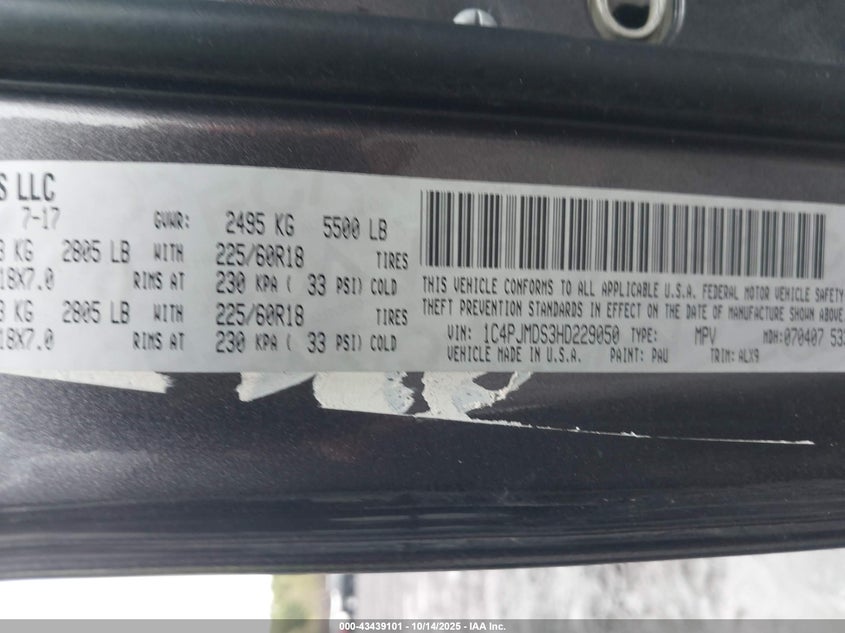 S LLC
7-17 GVWR: 2495 KG 5500 LB
KG 2805 LB WITH 225/60R18 TIRES
18X7.0 RIMS AT 230 KPA ( 33 PSI) COLD
KG 2805 LB WITH 225/60R18 TIRES
18X7.0 RIMS AT 230 KPA ( 33 PSI) COLD
THIS VEHICLE CONFORMS TO ALL APPLICABLE U.S.A. FEDERAL MOTOR VEHICLE SAFETY
THEFT PREVENTION STANDARDS IN EFFECT ON THE DATE OF MANUFACTURE SHOWN ABOVE.
VIN: 1C4PJMDS3HD229050 TYPE: MPV MDH:070407 53
VEHICLE MADE IN U.S.A. PAINT: PAU TRIM: ALX9
000-43439101 - 10/14/2025 - IAA, Inc.